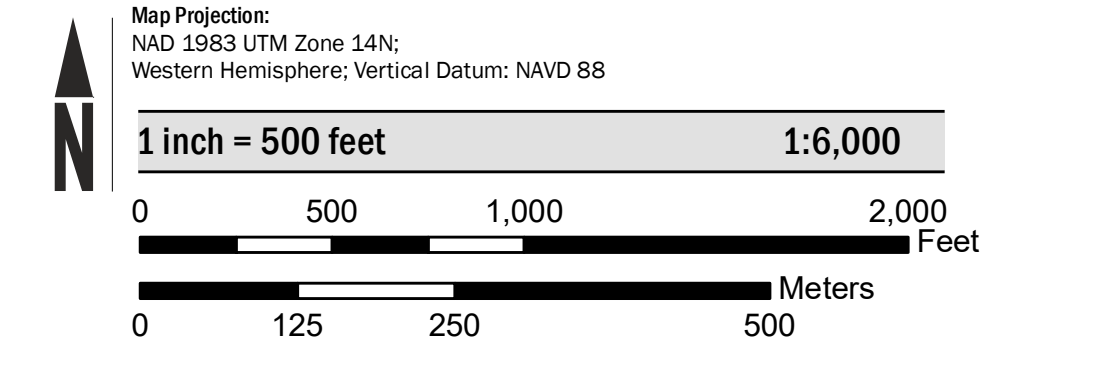 Map Projection:
NAD 1983 UTM Zone 14N;
Western Hemisphere; Vertical Datum: NAVD 88
N
1 inch = 500 feet 1:6,000
0 500 1,000 2,000
Feet
Meters
0 125 250 500